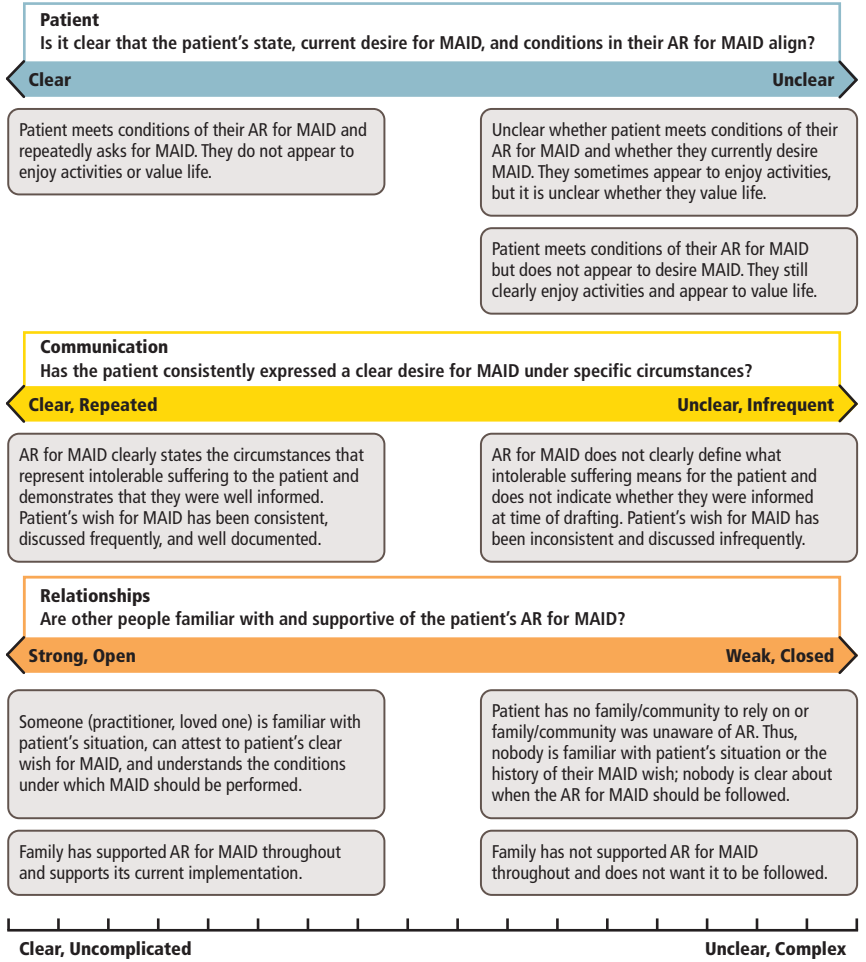 Patient
Is it clear that the patient's state, current desire for MAID, and conditions in their AR for MAID align?
Clear
Unclear
Patient meets conditions of their AR for MAID and
repeatedly asks for MAID. They do not appear to
enjoy activities or value life.
Unclear whether patient meets conditions of their
AR for MAID and whether they currently desire
MAID. They sometimes appear to enjoy activities,
but it is unclear whether they value life.
Patient meets conditions of their AR for MAID
but does not appear to desire MAID. They still
clearly enjoy activities and appear to value life.
Communication
Has the patient consistently expressed a clear desire for MAID under specific circumstances?
Clear, Repeated
Unclear, Infrequent
AR for MAID clearly states the circumstances that
represent intolerable suffering to the patient and
demonstrates that they were well informed.
Patient's wish for MAID has been consistent,
discussed frequently, and well documented.
AR for MAID does not clearly define what
intolerable suffering means for the patient and
does not indicate whether they were informed
at time of drafting. Patient's wish for MAID has
been inconsistent and discussed infrequently.
Relationships
Are other people familiar with and supportive of the patient's AR for MAID?
Strong, Open
Weak, Closed
Someone (practitioner, loved one) is familiar with
patient's situation, can attest to patient's clear
wish for MAID, and understands the conditions
under which MAID should be performed.
Patient has no family/community to rely on or
family/community was unaware of AR. Thus,
nobody is familiar with patient's situation or the
history of their MAID wish; nobody is clear about
when the AR for MAID should be followed.
Family has supported AR for MAID throughout
and supports its current implementation.
Family has not supported AR for MAID
throughout and does not want it to be followed.
Clear, Uncomplicated
Unclear, Complex